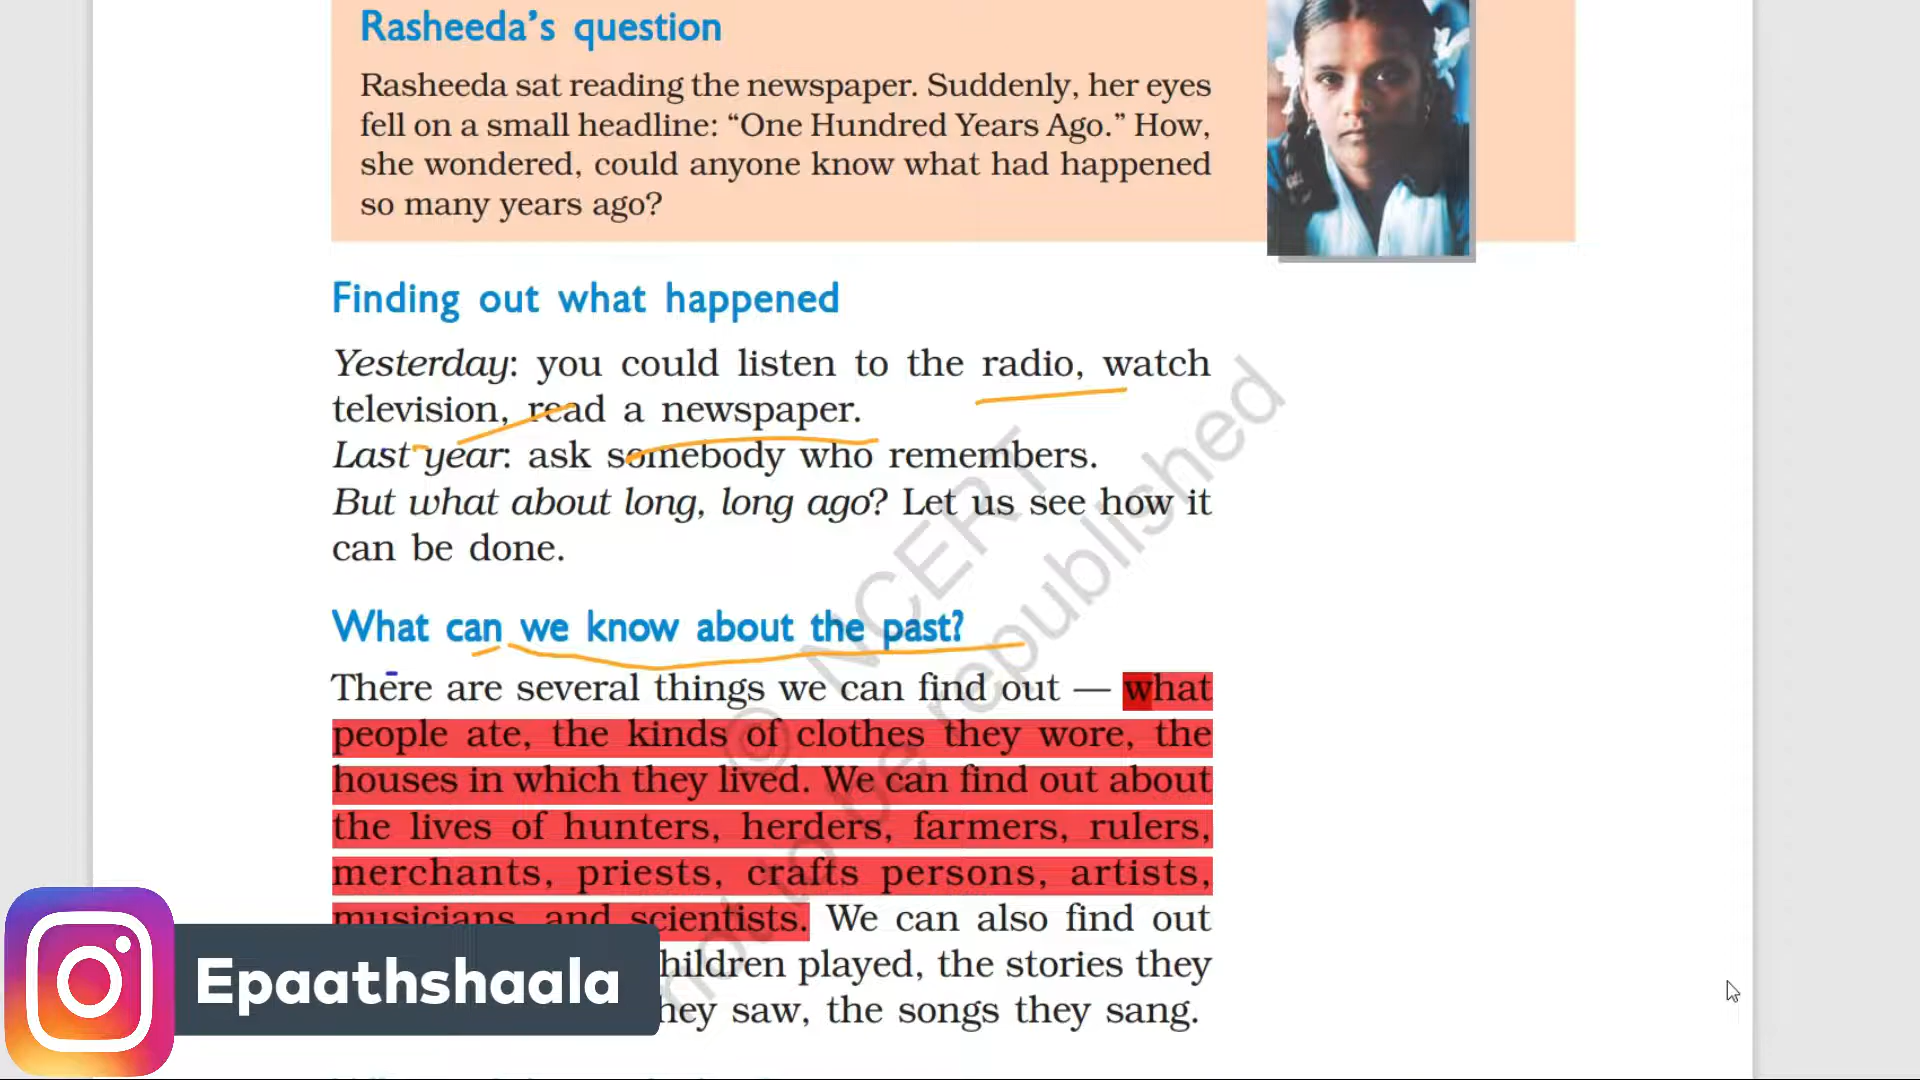 Rasheeda's question
Rasheeda sat reading the newspaper. Suddenly, her eyes
fell on a small headline: “One Hundred Years Ago.” How,
she wondered, could anyone know what had happened
so many years ago?
Finding out what happened
Yesterday: you could listen to the radio, watch
television, read a newspaper.
Last year: ask somebody who remembers.
But what about long, long ago? Let us see how it
can be done.
What can we know about the past?
There are several things we can find out — what
people ate, the kinds of clothes they wore, the
houses in which they lived. We can find out about
the lives of hunters, herders, farmers, rulers,
merchants, priests, crafts persons, artists,
musicians, and scientists. We can also find out
hildren played, the stories they
hey saw, the songs they sang.
© NCERT
not to be republished
Epaathshaala